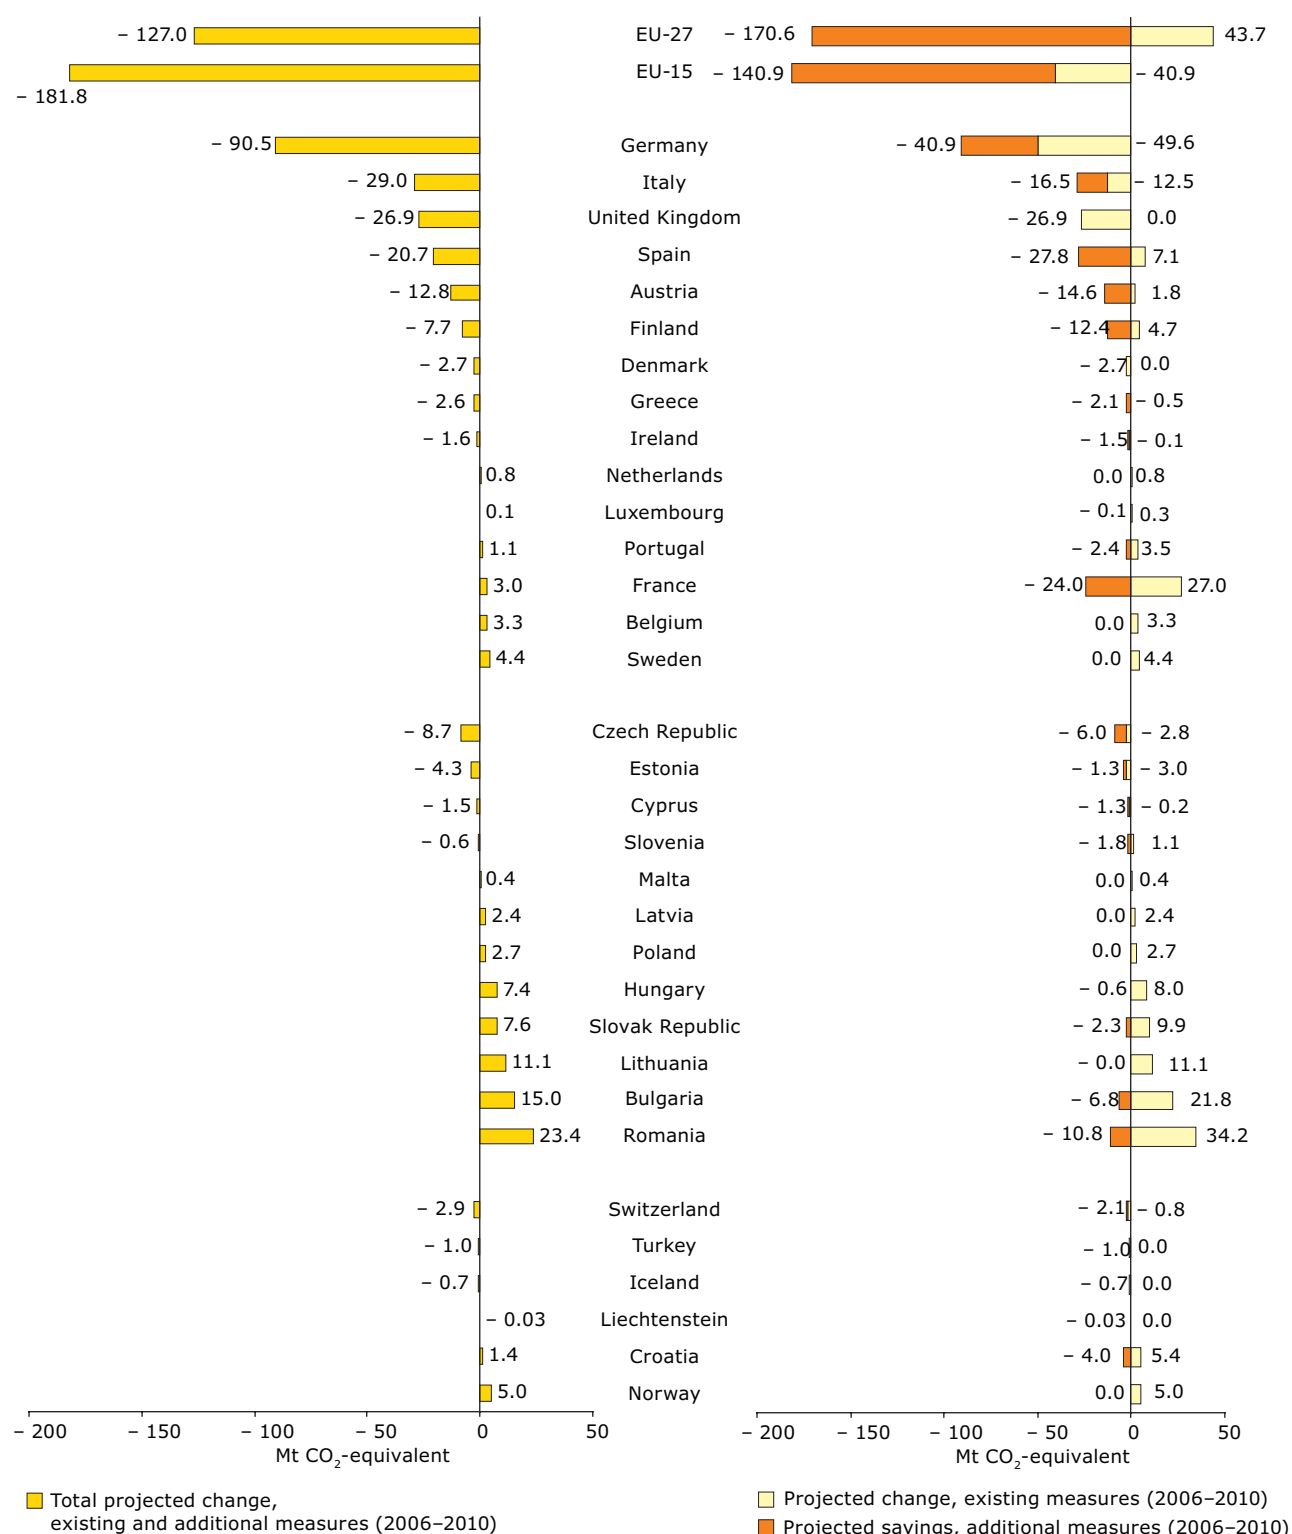 − 127.0 EU-27 − 170.6 43.7
− 181.8 EU-15 − 140.9 − 40.9
− 90.5 Germany − 40.9 − 49.6
− 29.0 Italy − 16.5 − 12.5
− 26.9 United Kingdom − 26.9 0.0
− 20.7 Spain − 27.8 7.1
− 12.8 Austria − 14.6 1.8
− 7.7 Finland − 12.4 4.7
− 2.7 Denmark − 2.7 0.0
− 2.6 Greece − 2.1 − 0.5
− 1.6 Ireland − 1.5 − 0.1
0.8 Netherlands 0.0 0.8
0.1 Luxembourg − 0.1 0.3
1.1 Portugal − 2.4 3.5
3.0 France − 24.0 27.0
3.3 Belgium 0.0 3.3
4.4 Sweden 0.0 4.4
− 8.7 Czech Republic − 6.0 − 2.8
− 4.3 Estonia − 1.3 − 3.0
− 1.5 Cyprus − 1.3 − 0.2
− 0.6 Slovenia − 1.8 1.1
0.4 Malta 0.0 0.4
2.4 Latvia 0.0 2.4
2.7 Poland 0.0 2.7
7.4 Hungary − 0.6 8.0
7.6 Slovak Republic − 2.3 9.9
11.1 Lithuania − 0.0 11.1
15.0 Bulgaria − 6.8 21.8
23.4 Romania − 10.8 34.2
− 2.9 Switzerland − 2.1 − 0.8
− 1.0 Turkey − 1.0 0.0
− 0.7 Iceland − 0.7 0.0
− 0.03 Liechtenstein − 0.03 0.0
1.4 Croatia − 4.0 5.4
5.0 Norway 0.0 5.0
− 200 − 150 − 100 − 50 0 50 − 200 − 150 − 100 − 50 0 50
Mt CO₂-equivalent Mt CO₂-equivalent
Total projected change,
existing and additional measures (2006–2010)
Projected change, existing measures (2006–2010)
Projected savings, additional measures (2006–2010)